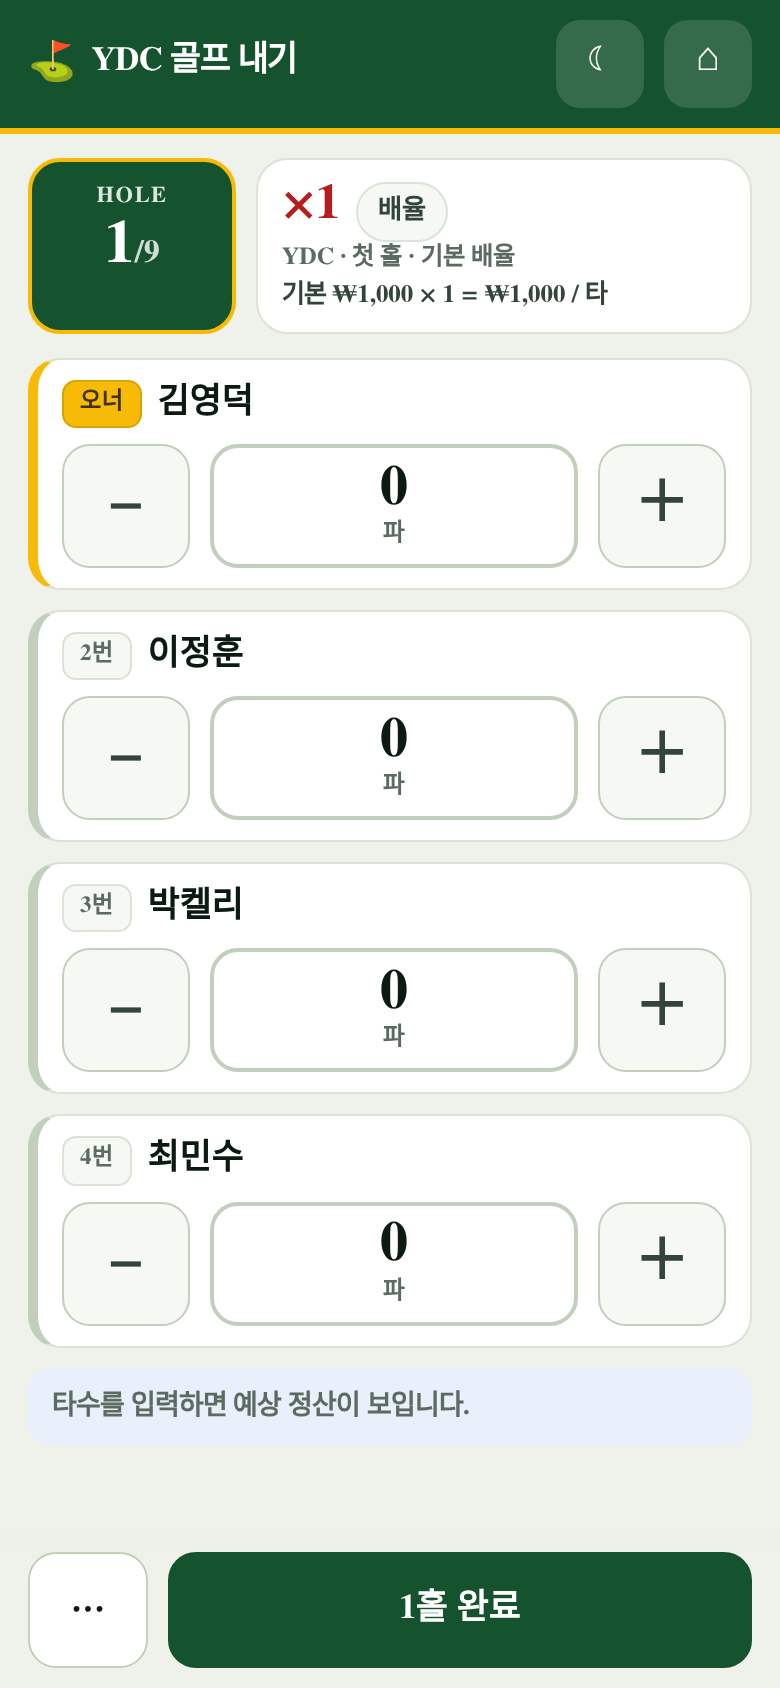 YDC 골프 내기
HOLE
1/9
×1 배율
YDC · 첫 홀 · 기본 배율
기본 ₩1,000 × 1 = ₩1,000 / 타
오너 김영덕
− 0 +
파
2번 이정훈
− 0 +
파
3번 박켈리
− 0 +
파
4번 최민수
− 0 +
파
타수를 입력하면 예상 정산이 보입니다.
··· 1홀 완료